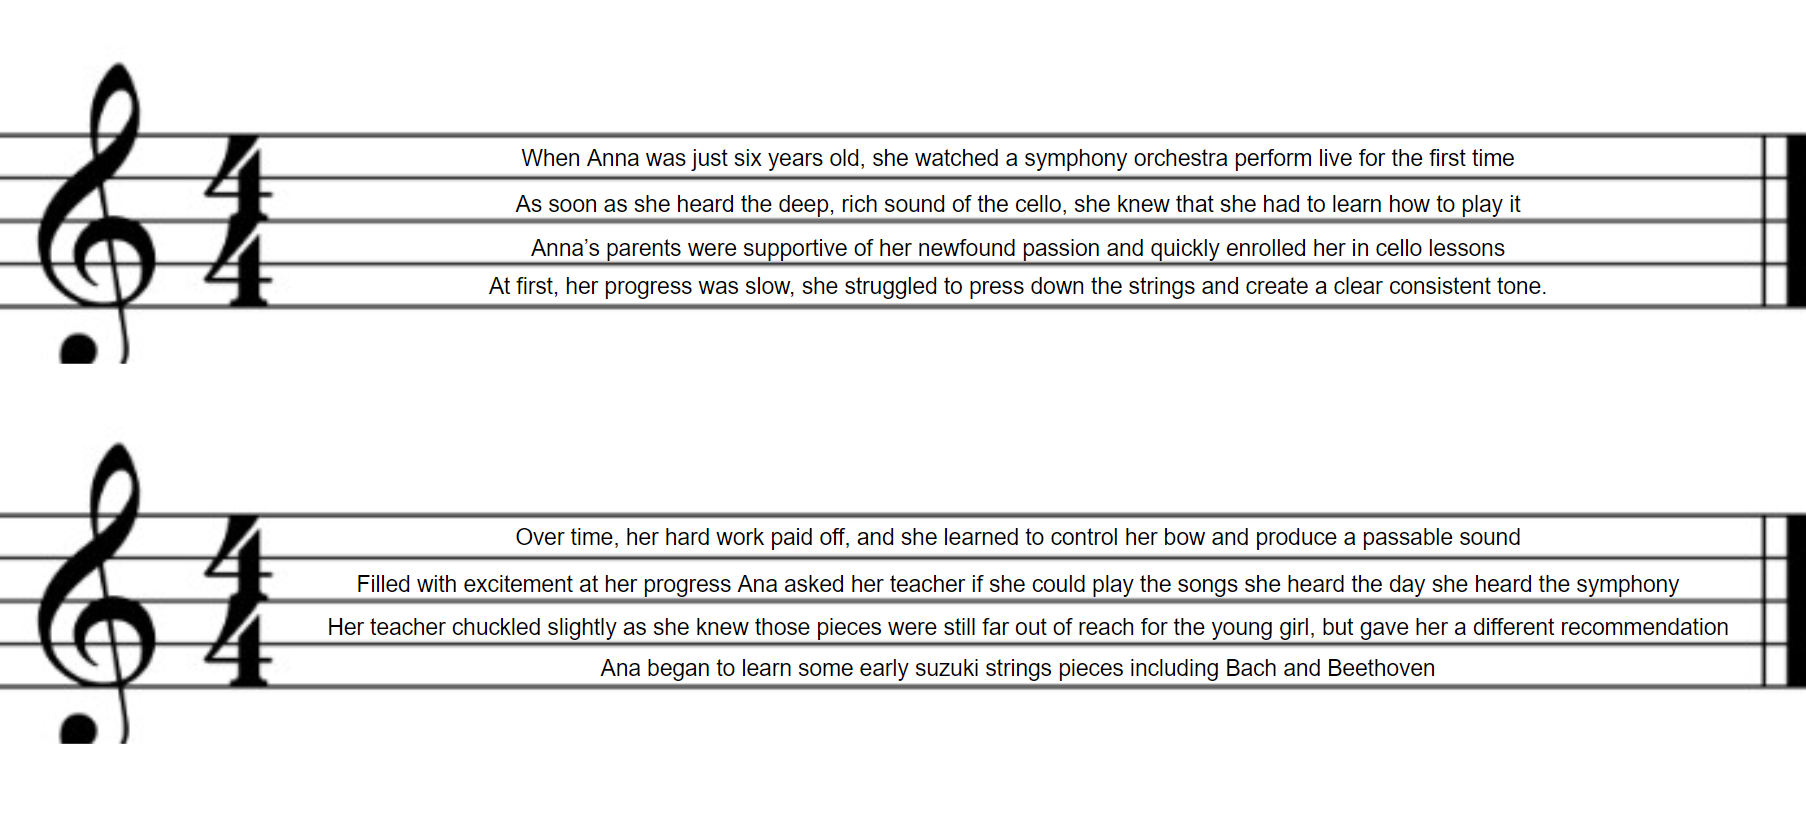 When Anna was just six years old, she watched a symphony orchestra perform live for the first time
As soon as she heard the deep, rich sound of the cello, she knew that she had to learn how to play it
Anna’s parents were supportive of her newfound passion and quickly enrolled her in cello lessons
At first, her progress was slow, she struggled to press down the strings and create a clear consistent tone.
Over time, her hard work paid off, and she learned to control her bow and produce a passable sound
Filled with excitement at her progress Ana asked her teacher if she could play the songs she heard the day she heard the symphony
Her teacher chuckled slightly as she knew those pieces were still far out of reach for the young girl, but gave her a different recommendation
Ana began to learn some early suzuki strings pieces including Bach and Beethoven